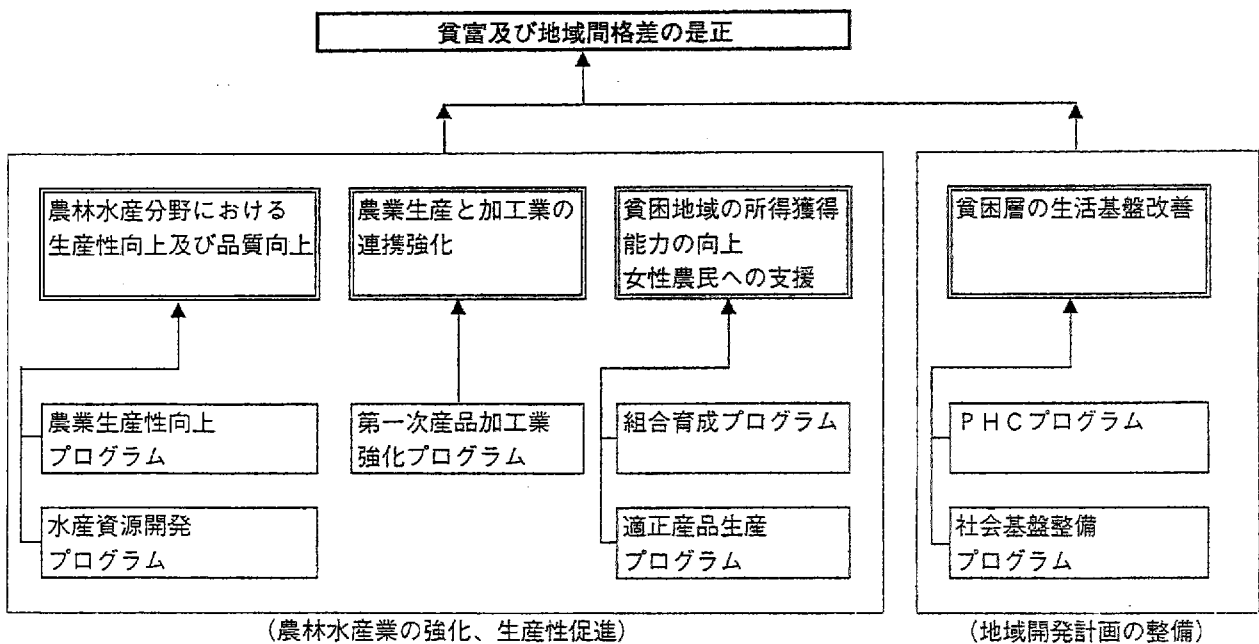 貧富及び地域間格差の是正
農林水産分野における
生産性向上及び品質向上
農業生産と加工業の
連携強化
貧困地域の所得獲得
能力の向上
女性農民への支援
貧困層の生活基盤改善
農業生産性向上
プログラム
第一次産品加工業
強化プログラム
組合育成プログラム
PHCプログラム
水産資源開発
プログラム
適正産品生産
プログラム
社会基盤整備
プログラム
(農林水産業の強化、生産性促進)
(地域開発計画の整備)